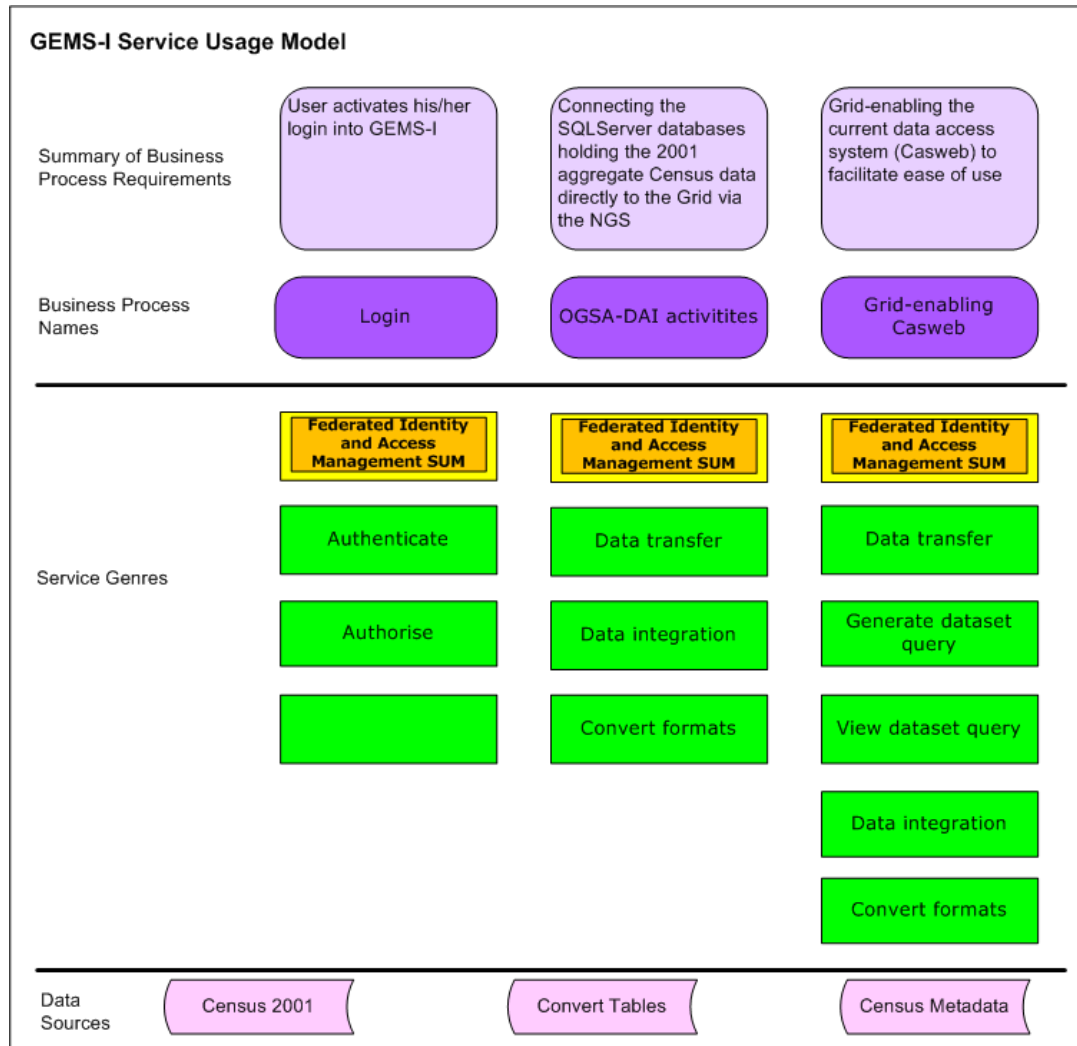 GEMS-I Service Usage Model
Summary of Business
Process Requirements
User activates his/her
login into GEMS-I
Connecting the
SQLServer databases
holding the 2001
aggregate Census data
directly to the Grid via
the NGS
Grid-enabling the
current data access
system (Casweb) to
facilitate ease of use
Business Process
Names
Login
OGSA-DAI activitites
Grid-enabling
Casweb
Service Genres
Federated Identity
and Access
Management SUM
Federated Identity
and Access
Management SUM
Federated Identity
and Access
Management SUM
Authenticate
Data transfer
Data transfer
Authorise
Data integration
Generate dataset
query
Convert formats
View dataset query
Data integration
Convert formats
Data
Sources
Census 2001
Convert Tables
Census Metadata